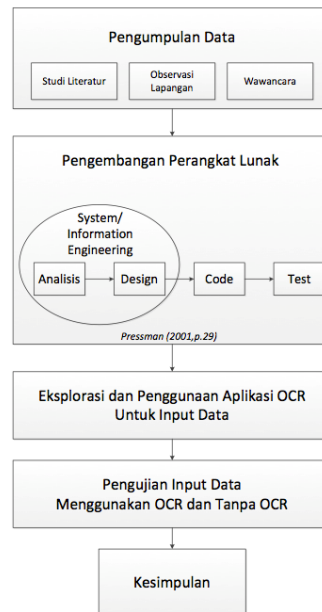 Pengumpulan Data
Studi Literatur
Observasi
Lapangan
Wawancara
Pengembangan Perangkat Lunak
System/
Information
Engineering
Analisis
Design
Code
Test
Pressman (2001,p.29)
Eksplorasi dan Penggunaan Aplikasi OCR
Untuk Input Data
Pengujian Input Data
Menggunakan OCR dan Tanpa OCR
Kesimpulan